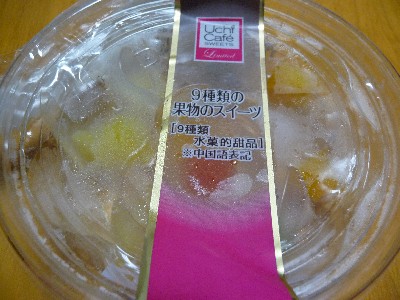 Uchi
Café
SWEETS
Limited
9種類の
果物のスイーツ
[9種類
水菓的甜品]
※中国語表記